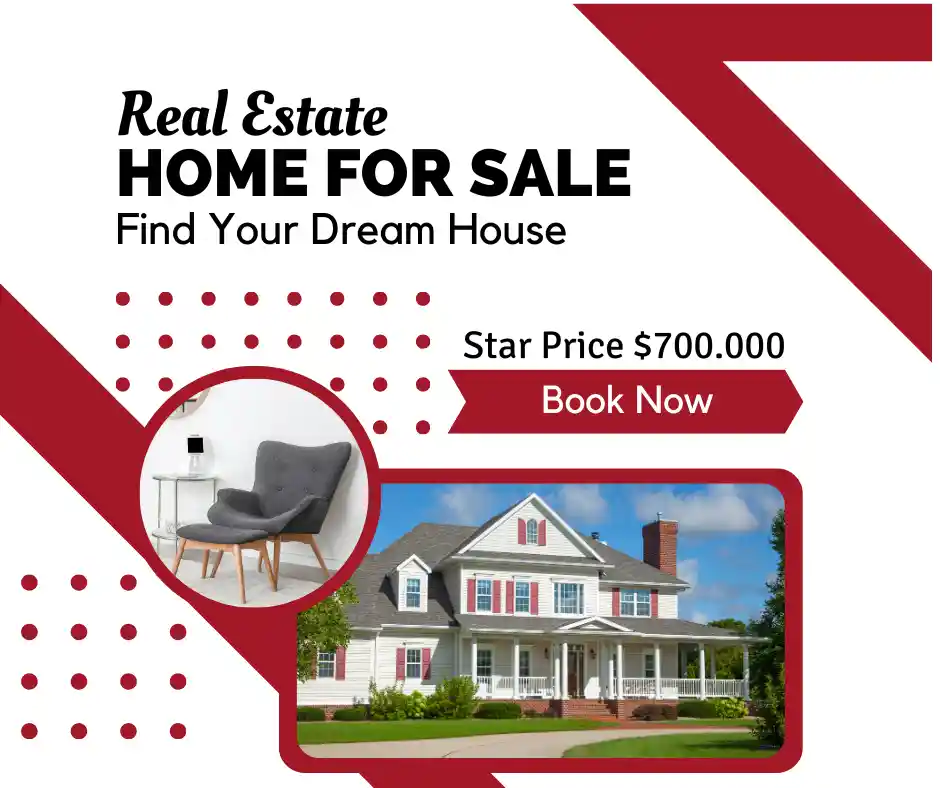 Real Estate
HOME FOR SALE
Find Your Dream House
Star Price $700.000
Book Now